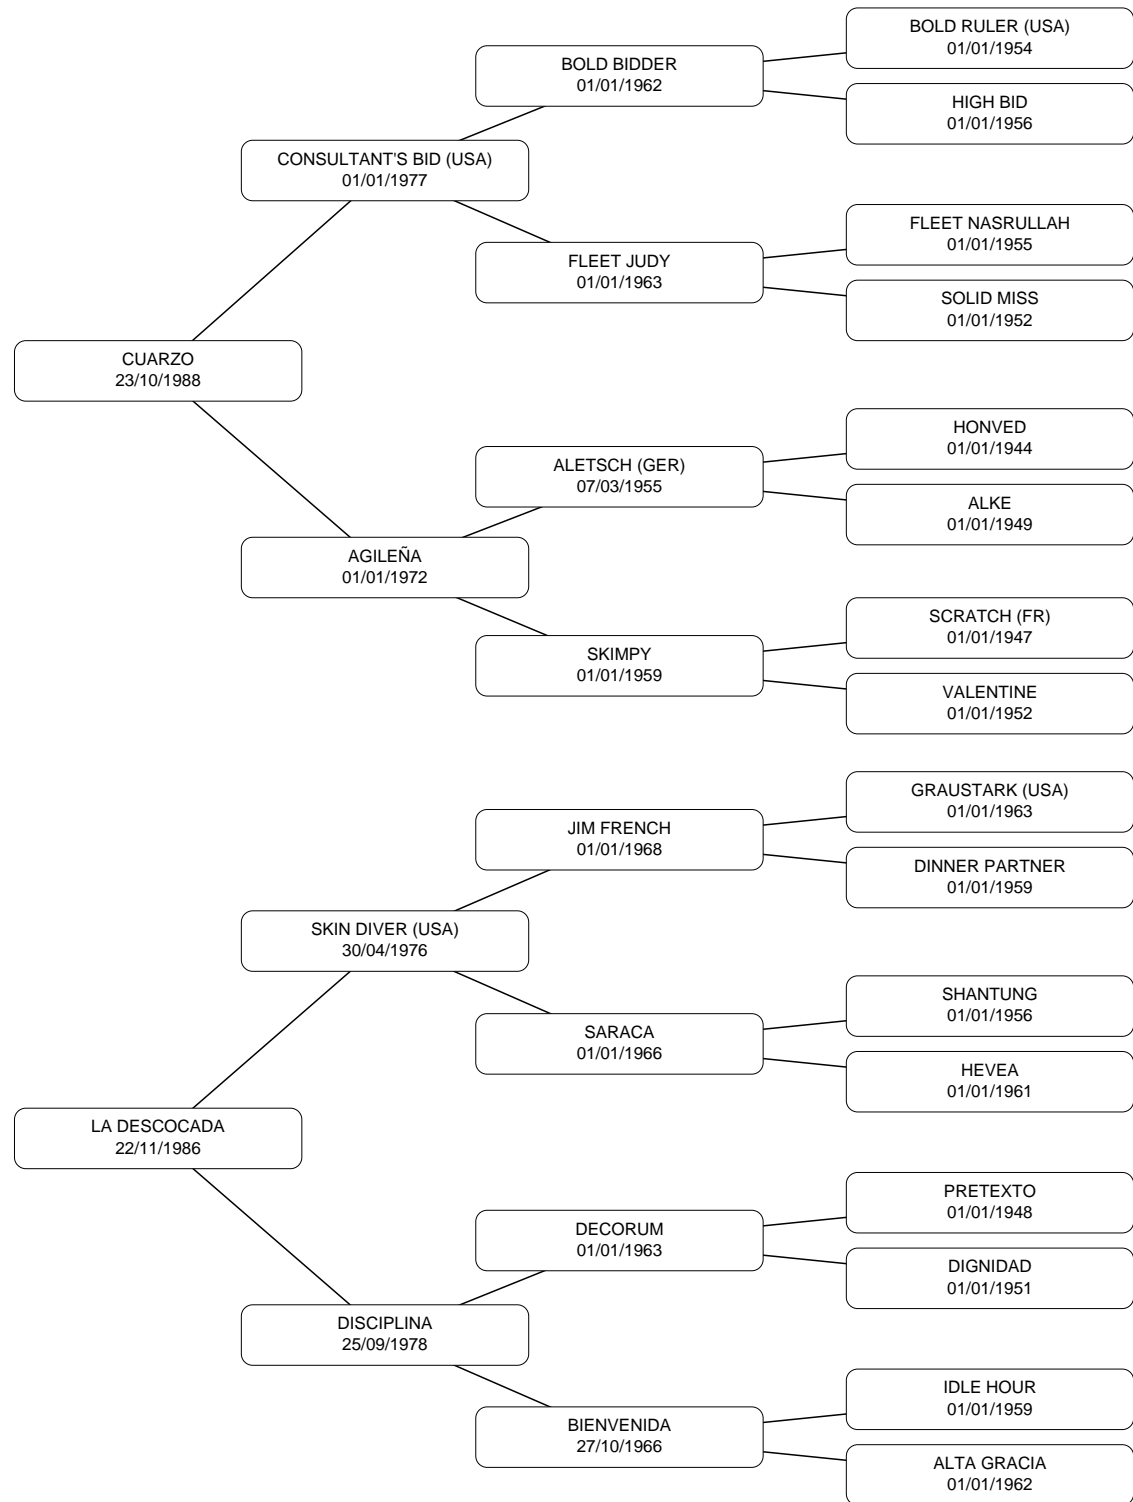 BOLD RULER (USA)
01/01/1954
BOLD BIDDER
01/01/1962
HIGH BID
01/01/1956
CONSULTANT'S BID (USA)
01/01/1977
FLEET NASRULLAH
01/01/1955
FLEET JUDY
01/01/1963
SOLID MISS
01/01/1952
CUARZO
23/10/1988
HONVED
01/01/1944
ALETSCH (GER)
07/03/1955
ALKE
01/01/1949
AGILEÑA
01/01/1972
SCRATCH (FR)
01/01/1947
SKIMPY
01/01/1959
VALENTINE
01/01/1952
GRAUSTARK (USA)
01/01/1963
JIM FRENCH
01/01/1968
DINNER PARTNER
01/01/1959
SKIN DIVER (USA)
30/04/1976
SHANTUNG
01/01/1956
SARACA
01/01/1966
HEVEA
01/01/1961
LA DESCOCADA
22/11/1986
PRETEXTO
01/01/1948
DECORUM
01/01/1963
DIGNIDAD
01/01/1951
DISCIPLINA
25/09/1978
IDLE HOUR
01/01/1959
BIENVENIDA
27/10/1966
ALTA GRACIA
01/01/1962